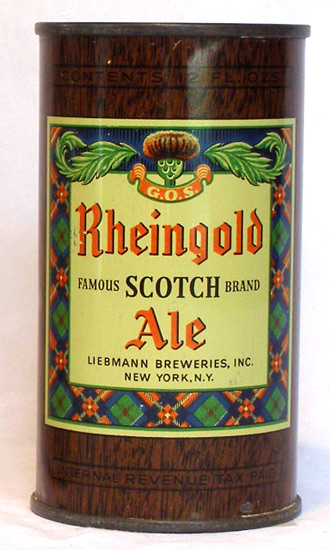 CONTENTS 12 FL. OZS.
G.O.S.
Rheingold
FAMOUS SCOTCH BRAND
Ale
LIEBMANN BREWERIES, INC.
NEW YORK, N.Y.
INTERNAL REVENUE TAX PAID